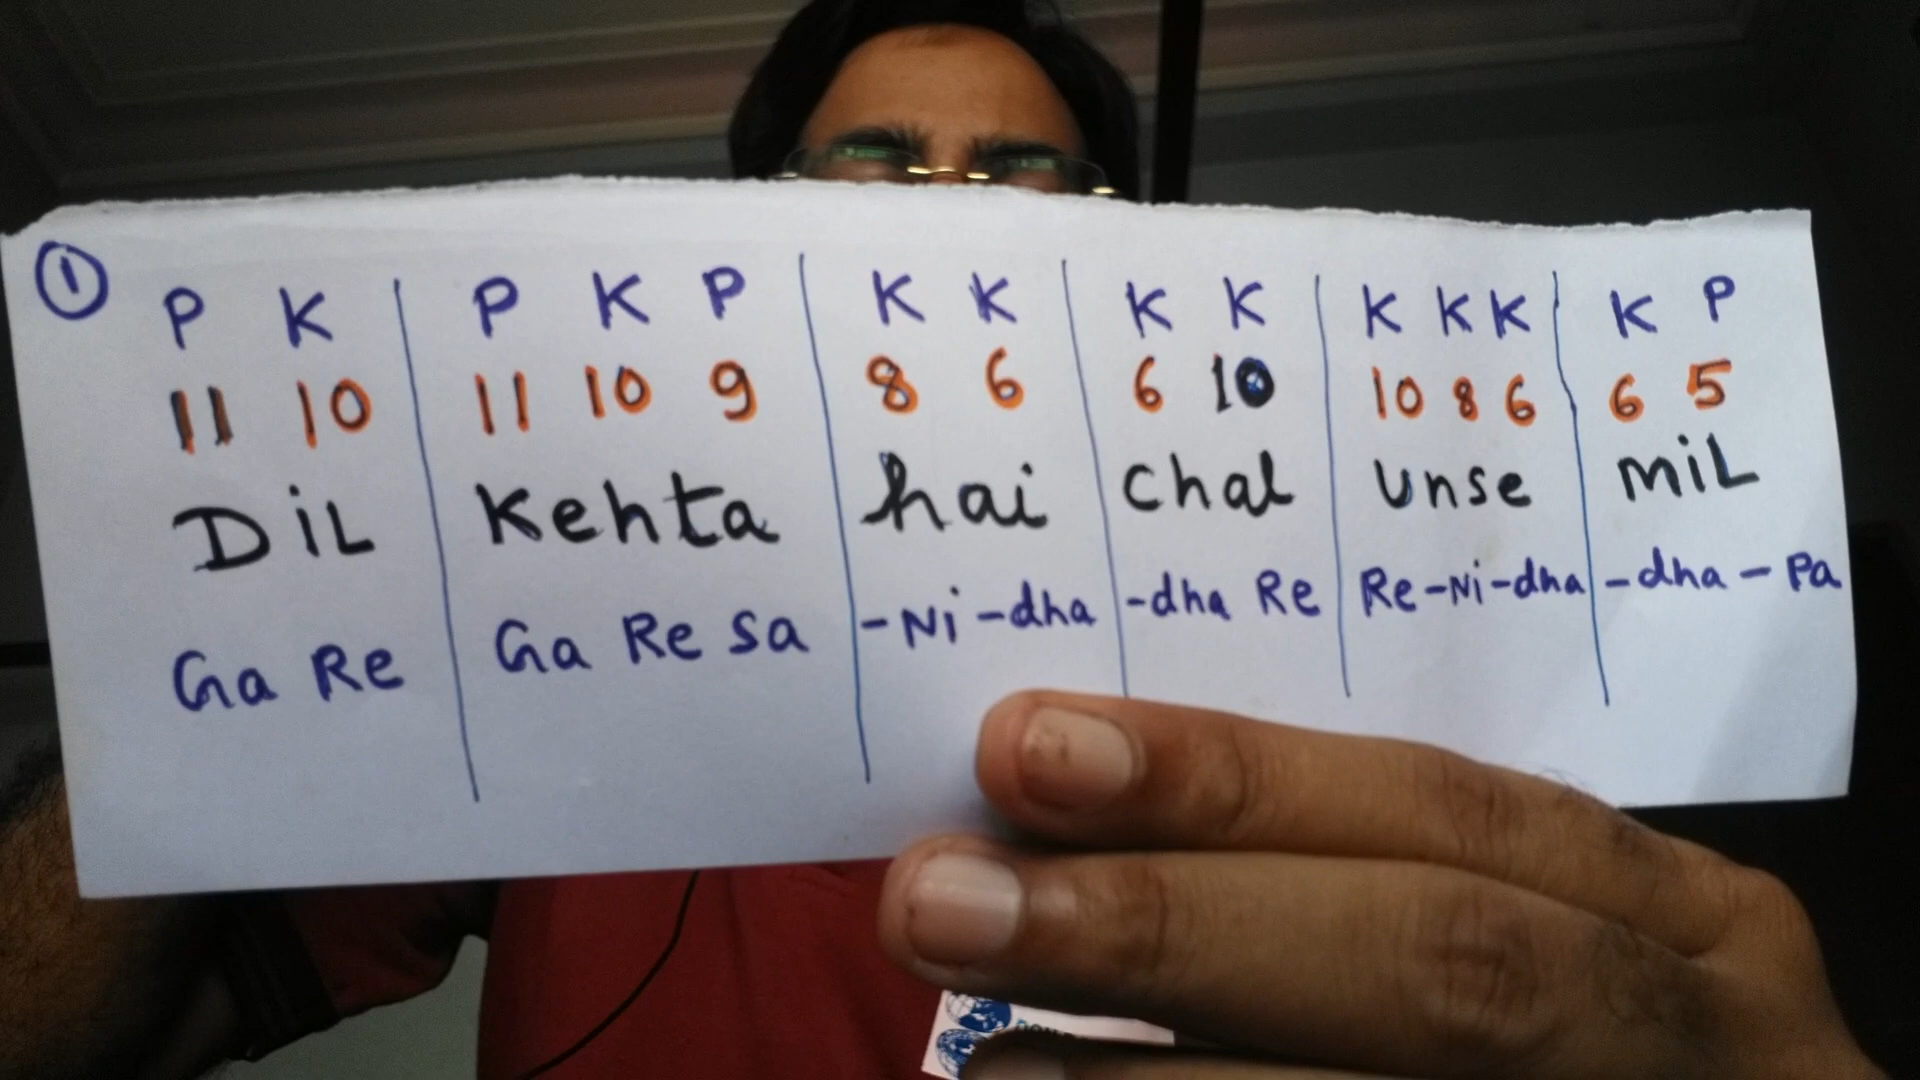 1
P K | P K P | K K | K K | K K K | K P
11 10 | 11 10 9 | 8 6 | 6 10 | 10 8 6 | 6 5
DiL | Kehta | hai | Chal | Unse | miL
Ga Re | Ga Re Sa | -Ni -dha | -dha Re | Re-Ni-dha | -dha - Pa